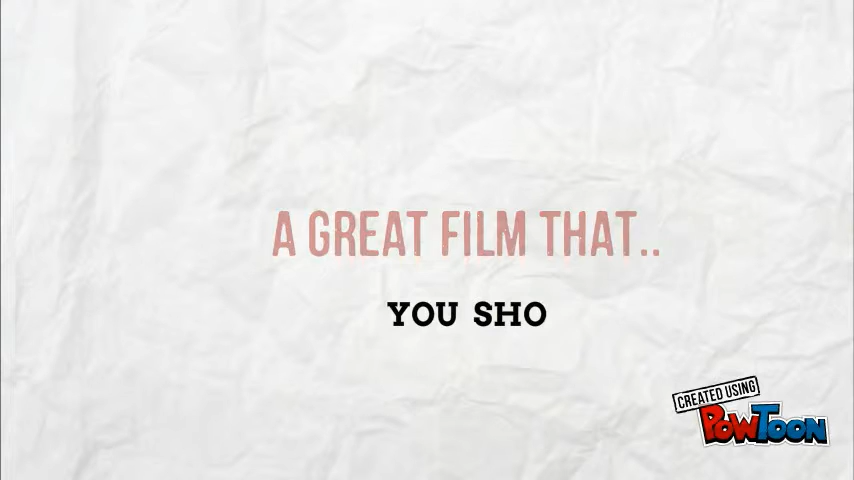 A GREAT FILM THAT..
YOU SHO
CREATED USING
POWTOON